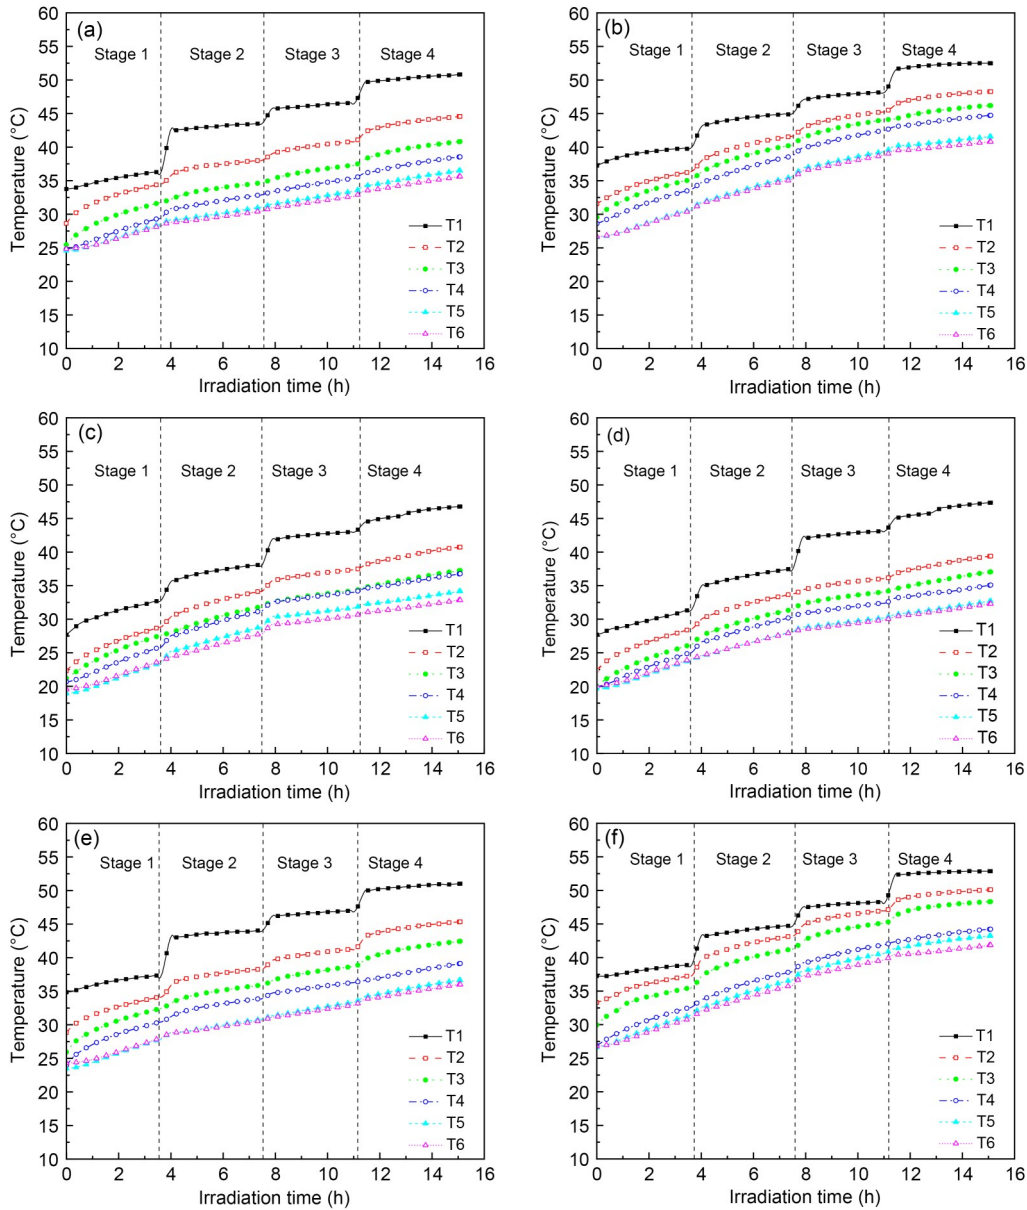 (a)
Stage 1 Stage 2 Stage 3 Stage 4
Temperature (°C)
60
55
50
45
40
35
30
25
20
15
10
T1
T2
T3
T4
T5
T6
0 2 4 6 8 10 12 14 16
Irradiation time (h)
(b)
Stage 1 Stage 2 Stage 3 Stage 4
Temperature (°C)
60
55
50
45
40
35
30
25
20
15
10
T1
T2
T3
T4
T5
T6
0 2 4 6 8 10 12 14 16
Irradiation time (h)
(c)
Stage 1 Stage 2 Stage 3 Stage 4
Temperature (°C)
60
55
50
45
40
35
30
25
20
15
10
T1
T2
T3
T4
T5
T6
0 2 4 6 8 10 12 14 16
Irradiation time (h)
(d)
Stage 1 Stage 2 Stage 3 Stage 4
Temperature (°C)
60
55
50
45
40
35
30
25
20
15
10
T1
T2
T3
T4
T5
T6
0 2 4 6 8 10 12 14 16
Irradiation time (h)
(e)
Stage 1 Stage 2 Stage 3 Stage 4
Temperature (°C)
60
55
50
45
40
35
30
25
20
15
10
T1
T2
T3
T4
T5
T6
0 2 4 6 8 10 12 14 16
Irradiation time (h)
(f)
Stage 1 Stage 2 Stage 3 Stage 4
Temperature (°C)
60
55
50
45
40
35
30
25
20
15
10
T1
T2
T3
T4
T5
T6
0 2 4 6 8 10 12 14 16
Irradiation time (h)